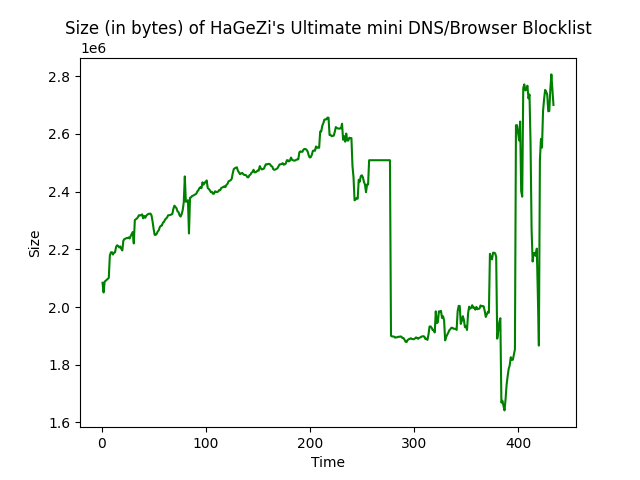 Size (in bytes) of HaGeZi's Ultimate mini DNS/Browser Blocklist
1e6
2.8
2.6
2.4
2.2
2.0
1.8
1.6
Size
0 100 200 300 400
Time